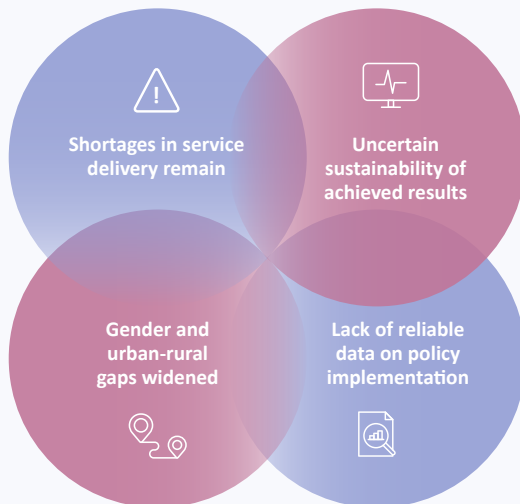 Shortages in service
delivery remain
Uncertain
sustainability of
achieved results
Gender and
urban-rural
gaps widened
Lack of reliable
data on policy
implementation